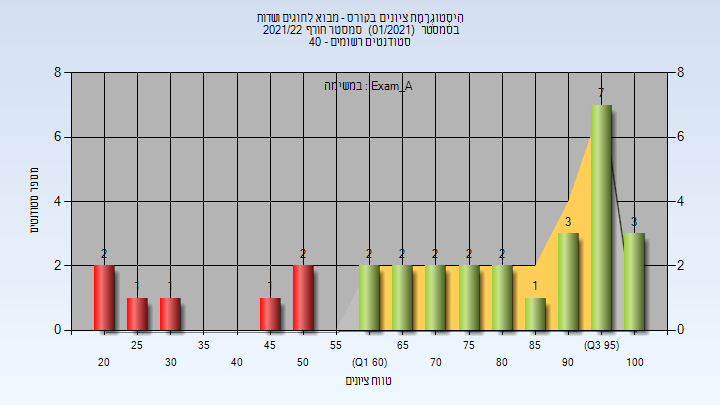 היסטוגרמת ציונים בקורס - מבוא לחוגים ושדות
בסמסטר (01/2021) סמסטר חורף 2021/22
סטודנטים רשומים - 40
במשימה : Exam_A
8 8
6 6
4 4
2 2
0 0
מספר סטודנטים
2 1 1 1 2 2 2 2 2 2 1 3 7 3
25 35 45 55 65 75 85 (Q3 95)
20 30 40 50 (Q1 60) 70 80 90 100
טווח ציונים